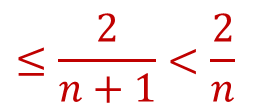 ≤ 2/(n + 1) < 2/n